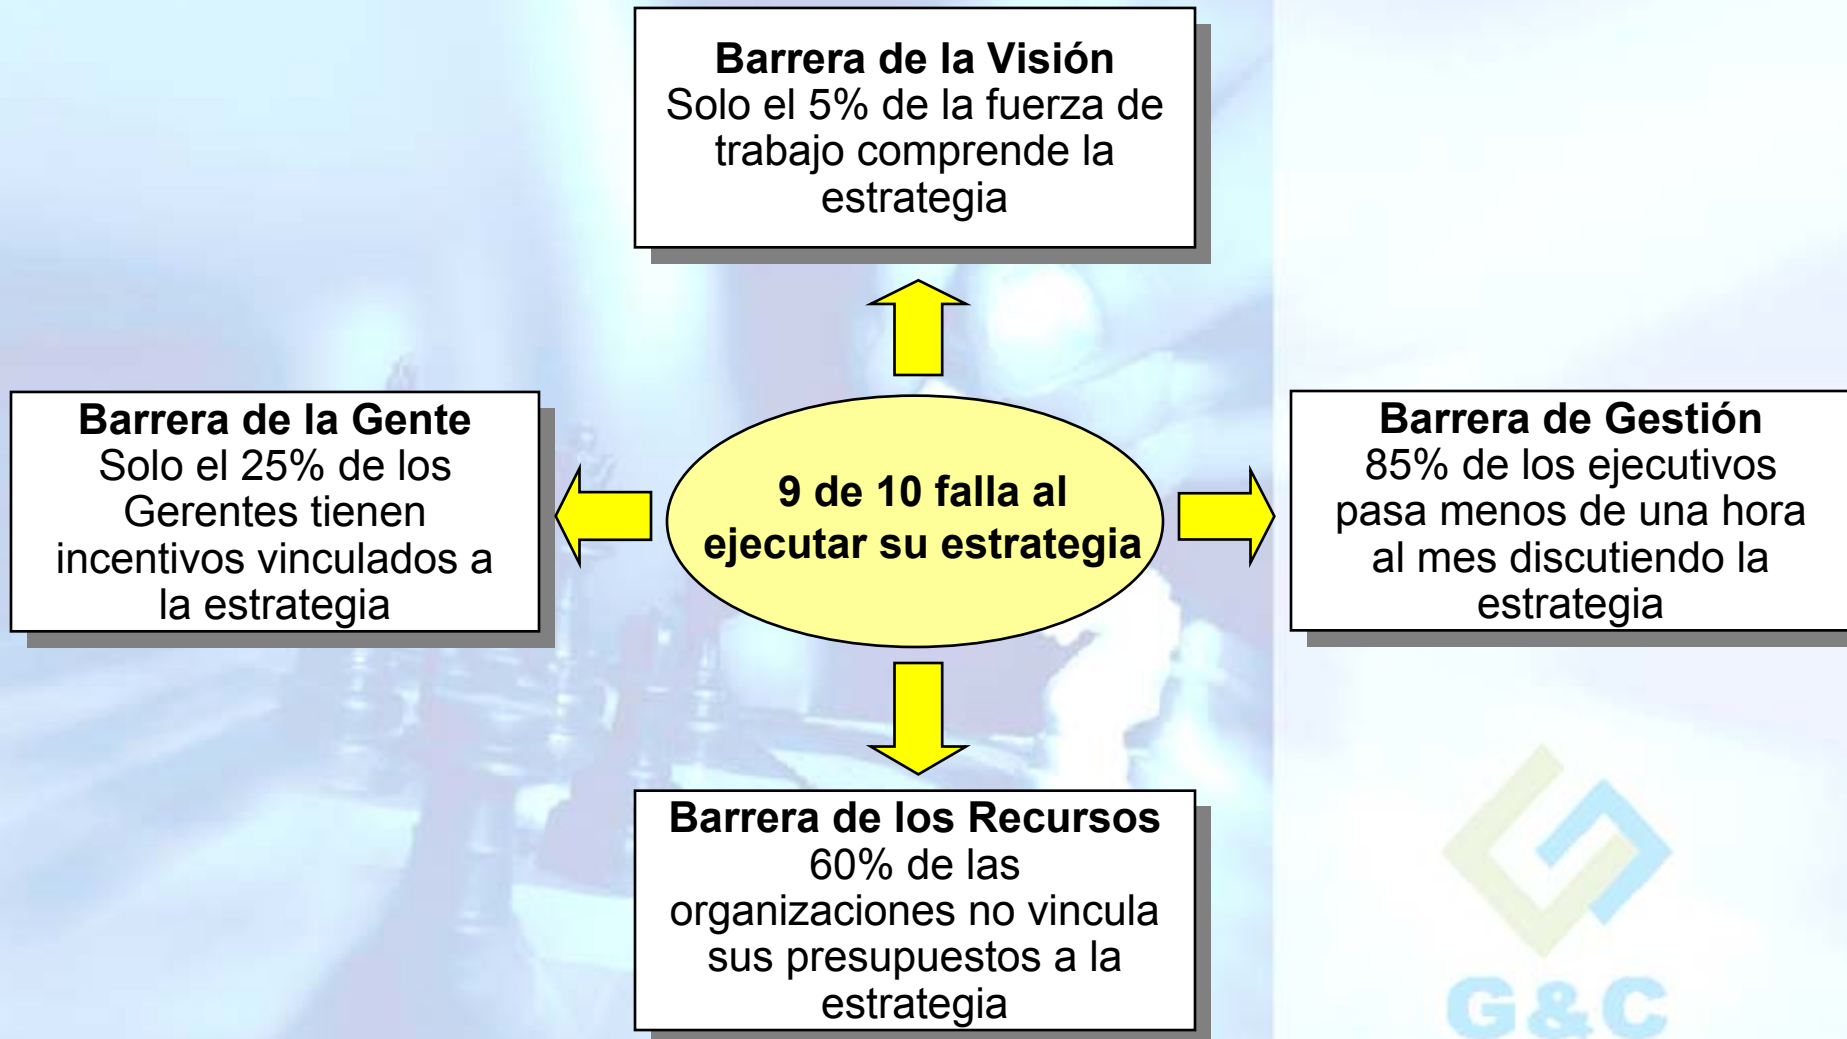 Barrera de la Visión
Solo el 5% de la fuerza de
trabajo comprende la
estrategia
Barrera de la Gente
Solo el 25% de los
Gerentes tienen
incentivos vinculados a
la estrategia
9 de 10 falla al
ejecutar su estrategia
Barrera de Gestión
85% de los ejecutivos
pasa menos de una hora
al mes discutiendo la
estrategia
Barrera de los Recursos
60% de las
organizaciones no vincula
sus presupuestos a la
estrategia
G&C